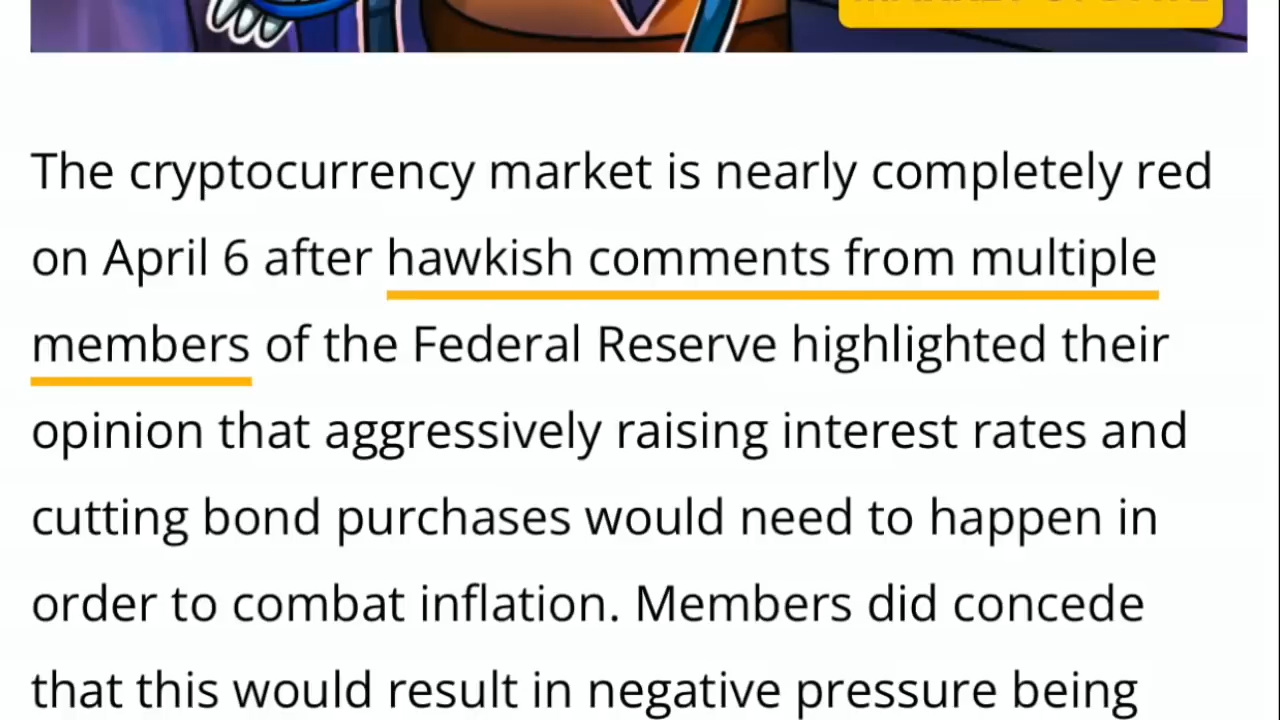 The cryptocurrency market is nearly completely red
on April 6 after hawkish comments from multiple
members of the Federal Reserve highlighted their
opinion that aggressively raising interest rates and
cutting bond purchases would need to happen in
order to combat inflation. Members did concede
that this would result in negative pressure being